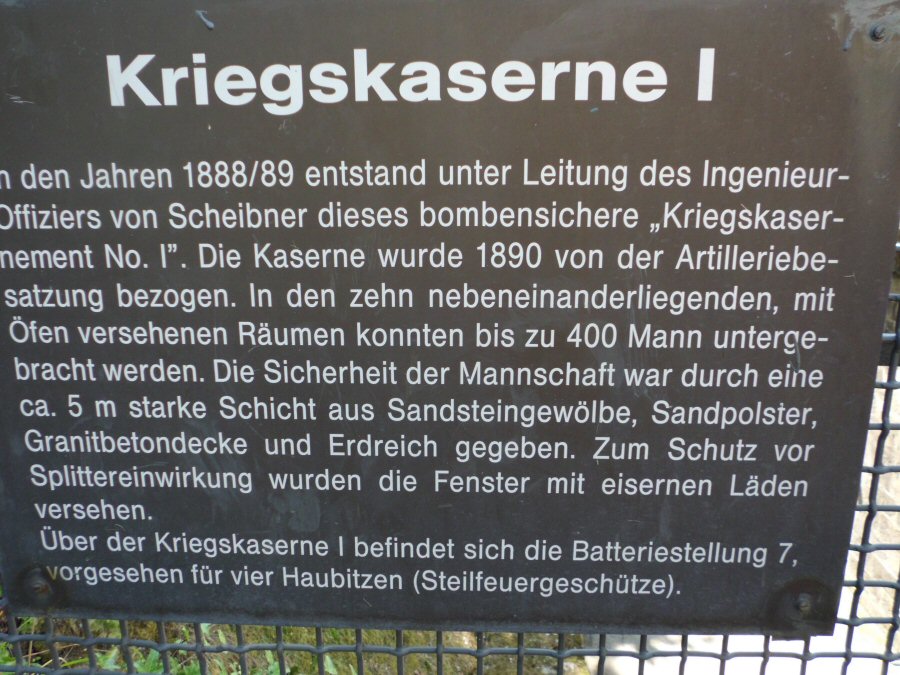 Kriegskaserne I
n den Jahren 1888/89 entstand unter Leitung des Ingenieur-
Offiziers von Scheibner dieses bombensichere „Kriegskaser-
nement No. I”. Die Kaserne wurde 1890 von der Artilleriebe-
satzung bezogen. In den zehn nebeneinanderliegenden, mit
Öfen versehenen Räumen konnten bis zu 400 Mann unterge-
bracht werden. Die Sicherheit der Mannschaft war durch eine
ca. 5 m starke Schicht aus Sandsteingewölbe, Sandpolster,
Granitbetondecke und Erdreich gegeben. Zum Schutz vor
Splittereinwirkung wurden die Fenster mit eisernen Läden
versehen.
Über der Kriegskaserne I befindet sich die Batteriestellung 7,
vorgesehen für vier Haubitzen (Steilfeuergeschütze).